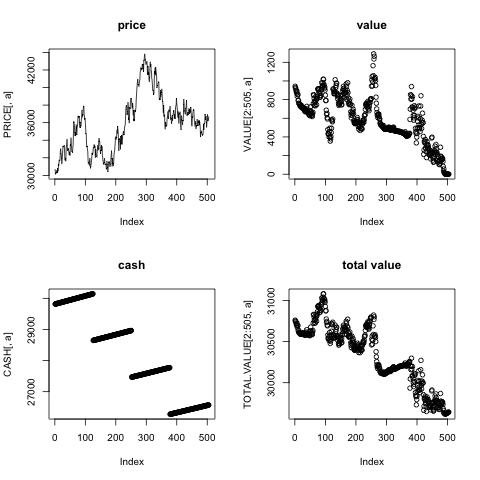 price
PRICE[, a]
30000 36000 42000
0 100 200 300 400 500
Index
value
VALUE[2:505, a]
0 400 800 1200
0 100 200 300 400 500
Index
cash
CASH[, a]
27000 29000
0 100 200 300 400 500
Index
total value
TOTAL.VALUE[2:505, a]
30000 30500 31000
0 100 200 300 400 500
Index